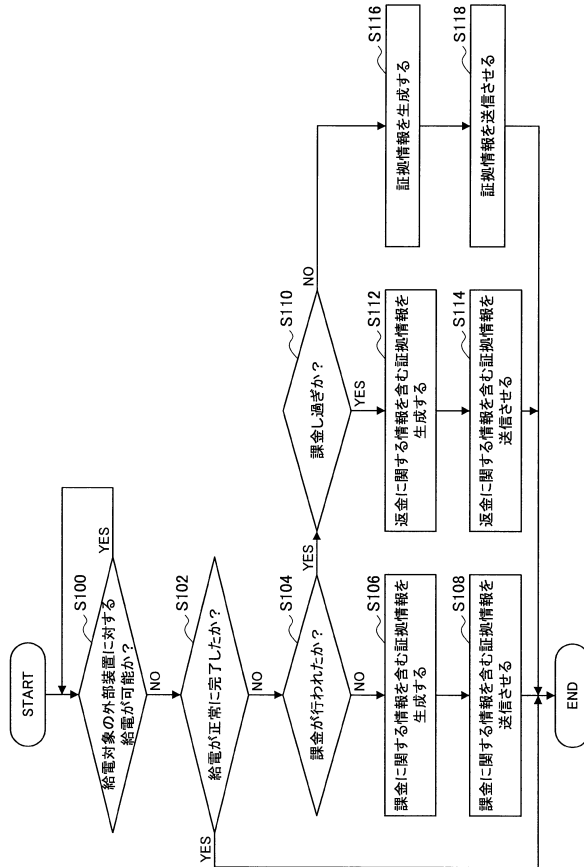 START
S100
給電対象の外部装置に対する
給電が可能か？
YES
NO
S102
給電が正常に完了したか？
YES
NO
S104
課金が行われたか？
YES
NO
S106
課金に関する情報を含む証拠情報を
生成する
S108
課金に関する情報を含む証拠情報を
送信させる
S110
課金し過ぎか？
NO
YES
S112
返金に関する情報を含む証拠情報を
生成する
S114
返金に関する情報を含む証拠情報を
送信させる
S116
証拠情報を生成する
S118
証拠情報を送信させる
END